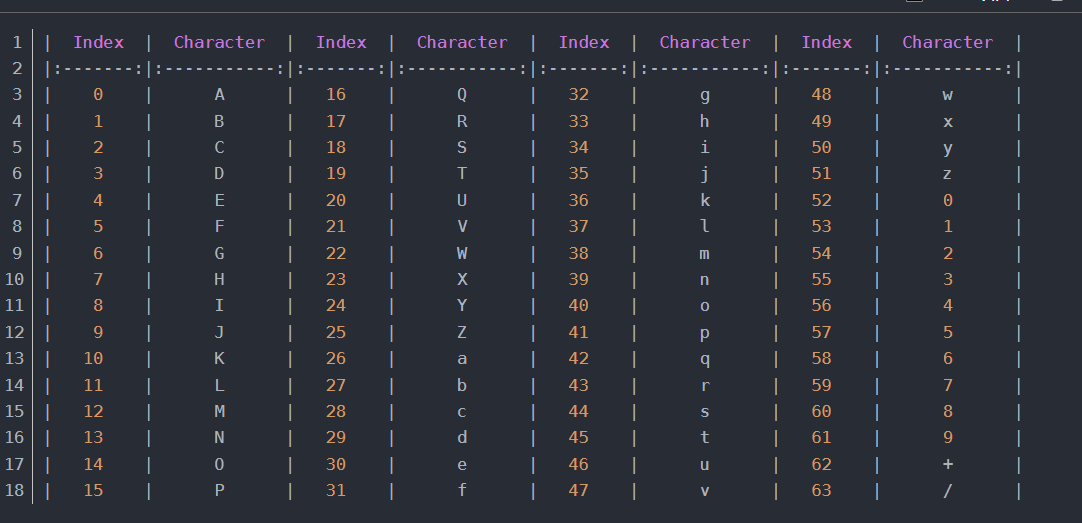 1 | Index | Character | Index | Character | Index | Character | Index | Character |
2 |:-------:|:-----------:|:-------:|:-----------:|:-------:|:-----------:|:-------:|:-----------:|
3 | 0 | A | 16 | Q | 32 | g | 48 | w |
4 | 1 | B | 17 | R | 33 | h | 49 | x |
5 | 2 | C | 18 | S | 34 | i | 50 | y |
6 | 3 | D | 19 | T | 35 | j | 51 | z |
7 | 4 | E | 20 | U | 36 | k | 52 | 0 |
8 | 5 | F | 21 | V | 37 | l | 53 | 1 |
9 | 6 | G | 22 | W | 38 | m | 54 | 2 |
10 | 7 | H | 23 | X | 39 | n | 55 | 3 |
11 | 8 | I | 24 | Y | 40 | o | 56 | 4 |
12 | 9 | J | 25 | Z | 41 | p | 57 | 5 |
13 | 10 | K | 26 | a | 42 | q | 58 | 6 |
14 | 11 | L | 27 | b | 43 | r | 59 | 7 |
15 | 12 | M | 28 | c | 44 | s | 60 | 8 |
16 | 13 | N | 29 | d | 45 | t | 61 | 9 |
17 | 14 | O | 30 | e | 46 | u | 62 | + |
18 | 15 | P | 31 | f | 47 | v | 63 | / |